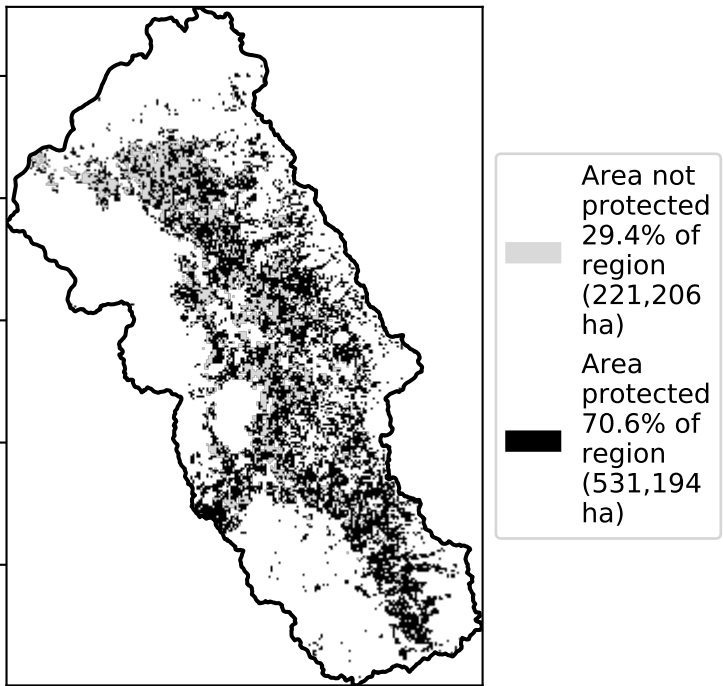 Area not
protected
29.4% of
region
(221,206
ha)
Area
protected
70.6% of
region
(531,194
ha)